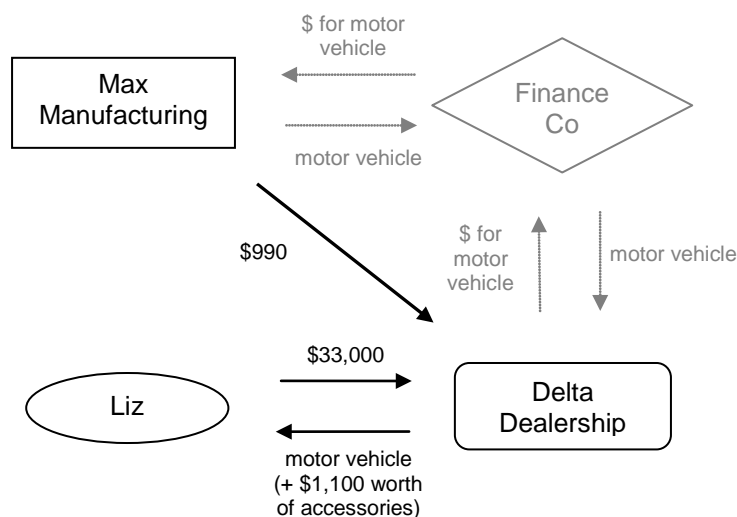 $ for motor
vehicle
Max
Manufacturing
Finance
Co
motor vehicle
$990
$ for
motor
vehicle
motor vehicle
$33,000
Liz
Delta
Dealership
motor vehicle
(+ $1,100 worth
of accessories)